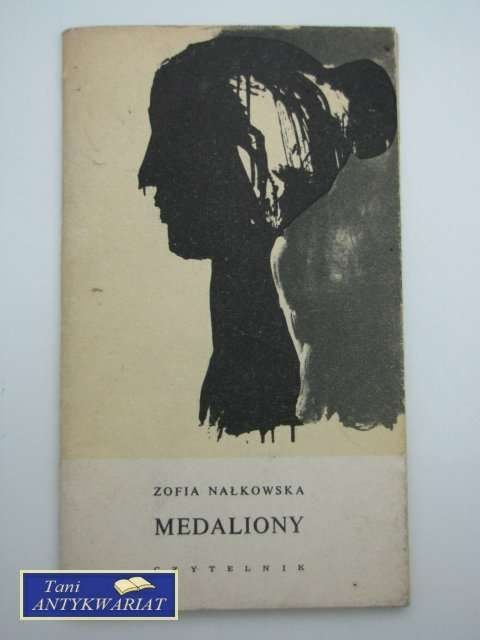 ZOFIA NAŁKOWSKA
MEDALIONY
CZYTELNIK
Tani
ANTYKWARIAT